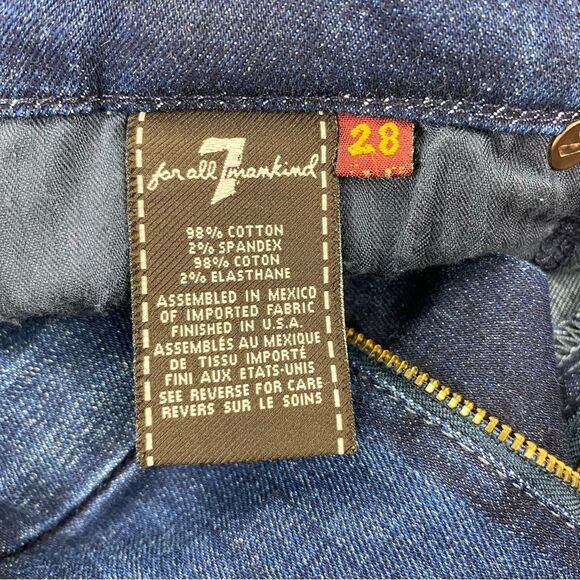 for all 7 mankind
28
98% COTTON
2% SPANDEX
98% COTON
2% ELASTHANE
ASSEMBLED IN MEXICO
OF IMPORTED FABRIC
FINISHED IN U.S.A.
ASSEMBLÉS AU MEXIQUE
DE TISSU IMPORTÉ
FINI AUX ETATS-UNIS
SEE REVERSE FOR CARE
REVERS SUR LE SOINS